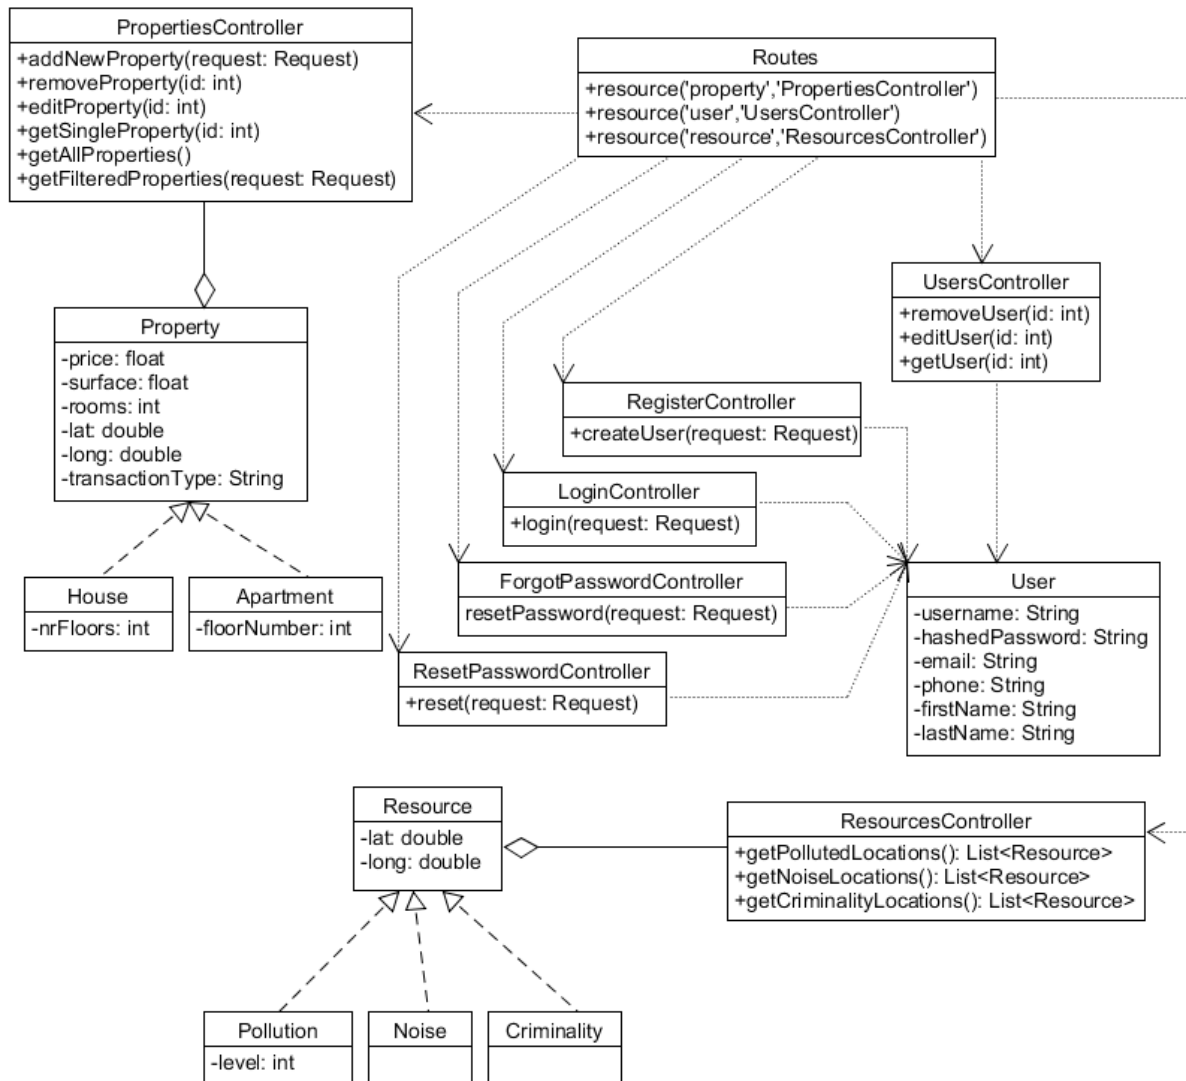 PropertiesController
+addNewProperty(request: Request)
+removeProperty(id: int)
+editProperty(id: int)
+getSingleProperty(id: int)
+getAllProperties()
+getFilteredProperties(request: Request)
Routes
+resource('property','PropertiesController')
+resource('user','UsersController')
+resource('resource','ResourcesController')
UsersController
+removeUser(id: int)
+editUser(id: int)
+getUser(id: int)
Property
-price: float
-surface: float
-rooms: int
-lat: double
-long: double
-transactionType: String
RegisterController
+createUser(request: Request)
LoginController
+login(request: Request)
ForgotPasswordController
resetPassword(request: Request)
ResetPasswordController
+reset(request: Request)
House
-nrFloors: int
Apartment
-floorNumber: int
User
-username: String
-hashedPassword: String
-email: String
-phone: String
-firstName: String
-lastName: String
Resource
-lat: double
-long: double
ResourcesController
+getPollutedLocations(): List<Resource>
+getNoiseLocations(): List<Resource>
+getCriminalityLocations(): List<Resource>
Pollution
-level: int
Noise
Criminality